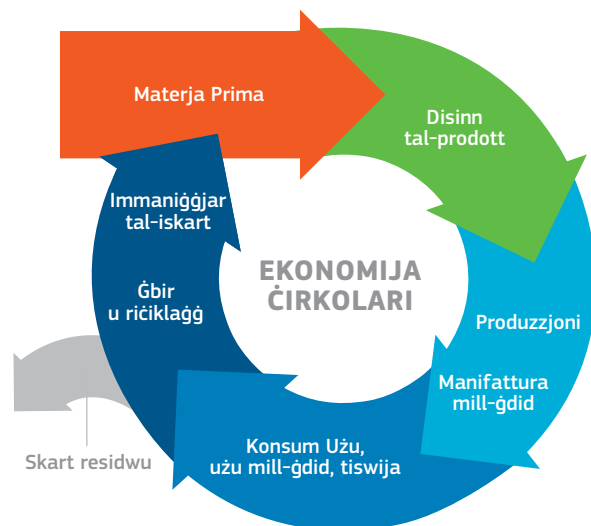 Materja Prima
Disinn
tal-prodott
Immaniġġjar
tal-iskart
EKONOMIJA
ĊIRKOLARI
Ġbir
u riċiklaġġ
Produzzjoni
Manifattura
mill-ġdid
Konsum Użu,
użu mill-ġdid, tiswija
Skart residwu